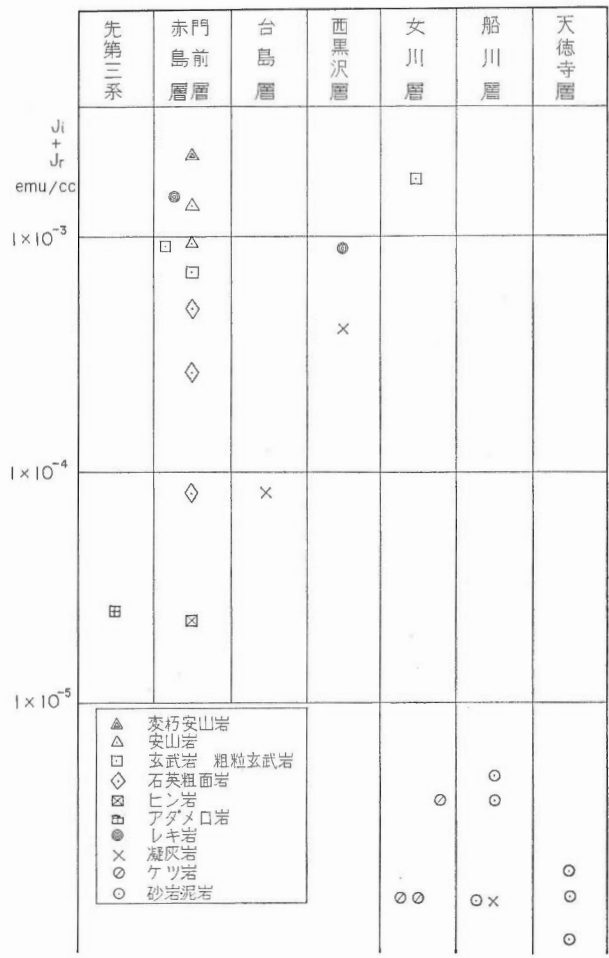 先第三系
赤島層
門前層
台島層
西黒沢層
女川層
船川層
天徳寺層
Ji
+
Jr
emu/cc
1×10⁻³
1×10⁻⁴
1×10⁻⁵
変朽安山岩
安山岩
玄武岩 粗粒玄武岩
石英粗面岩
ヒン岩
アダメロ岩
レキ岩
凝灰岩
ケツ岩
砂岩泥岩